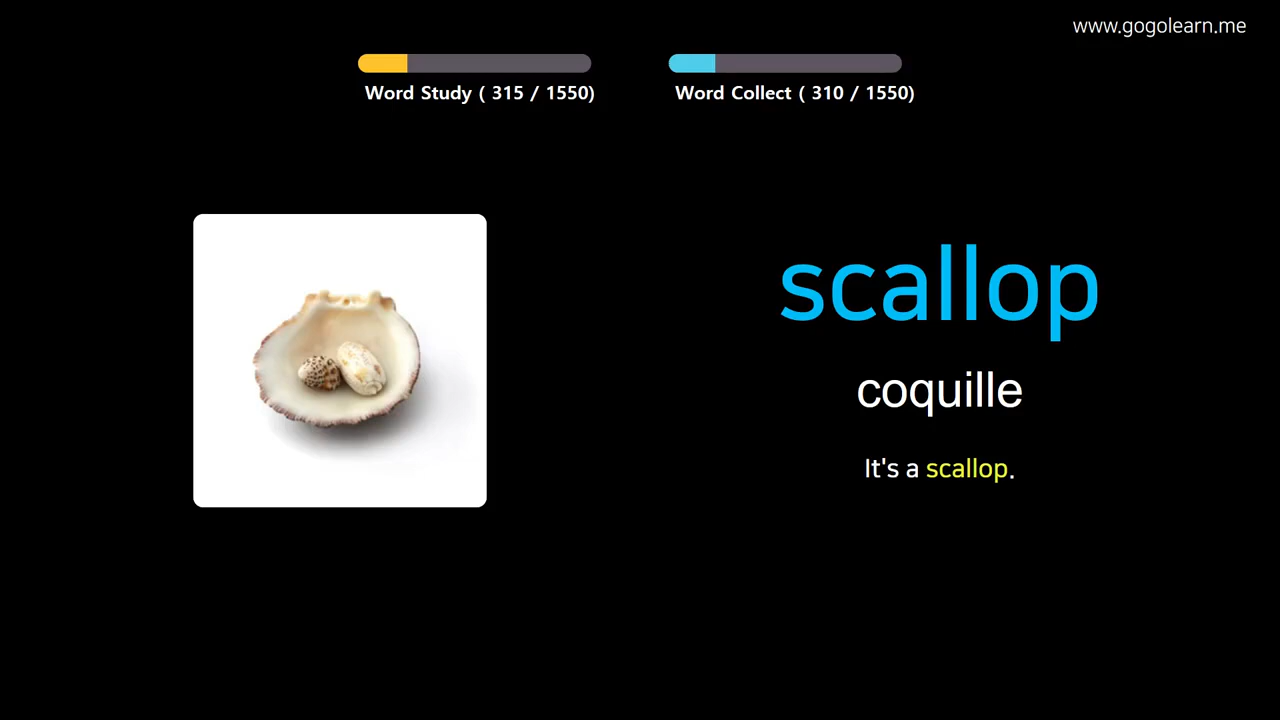 www.gogolearn.me
Word Study ( 315 / 1550)
Word Collect ( 310 / 1550)
scallop
coquille
It's a scallop.